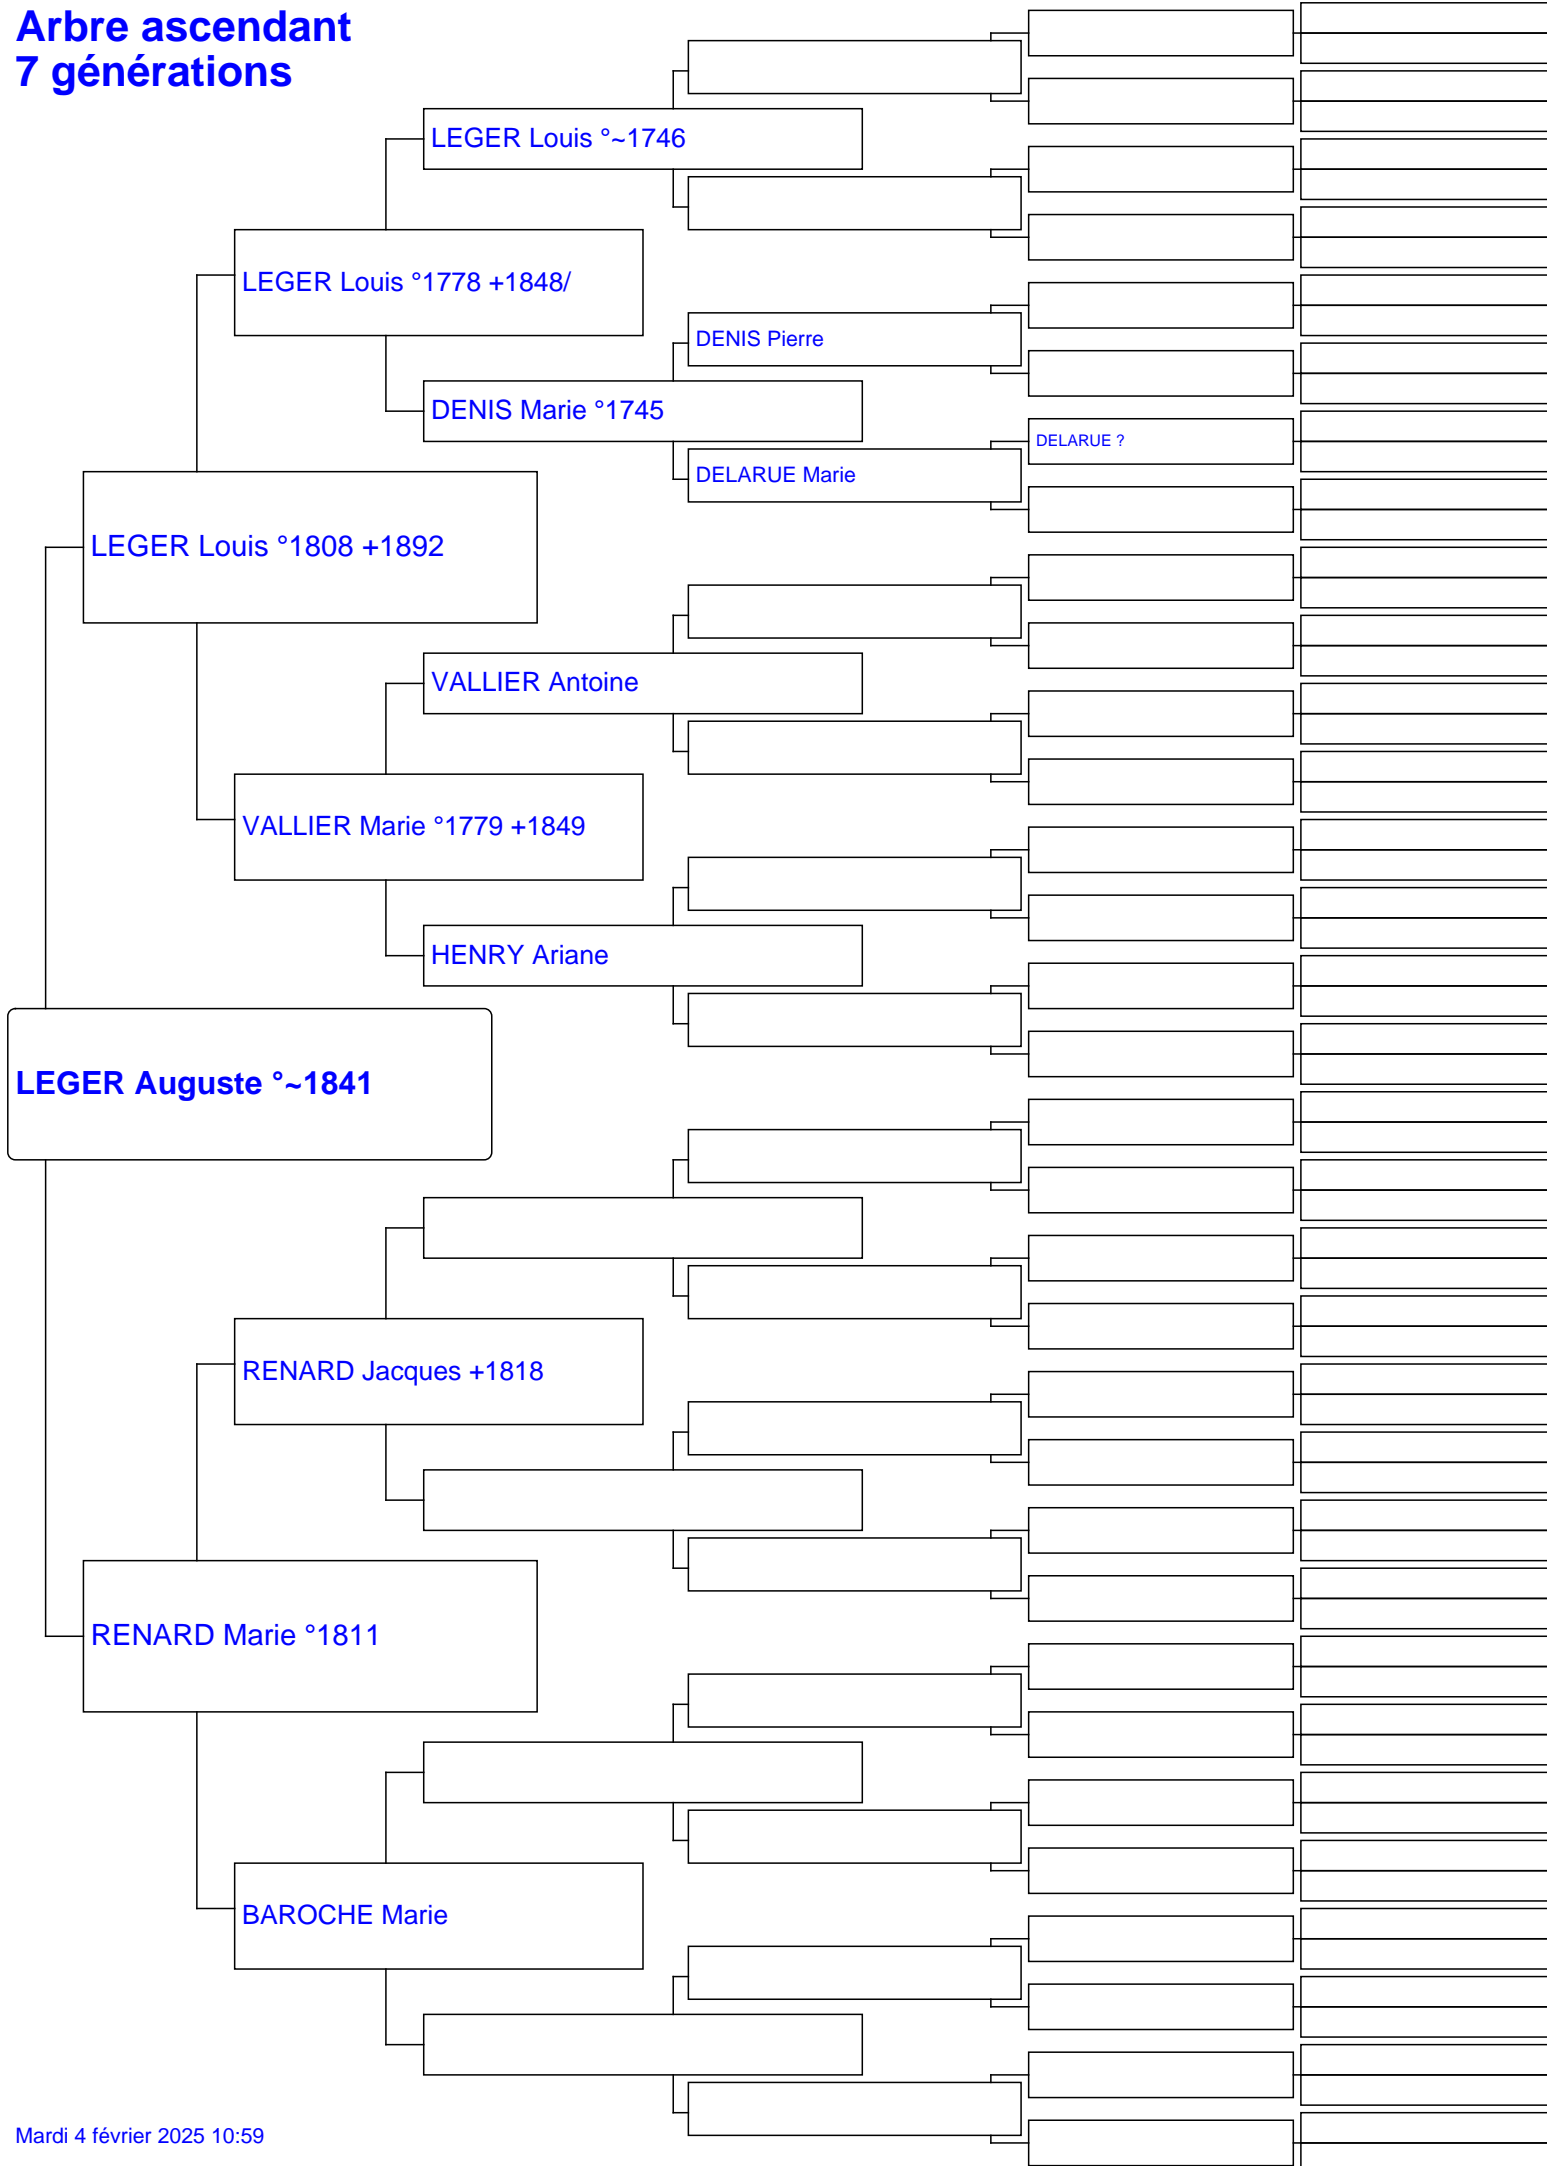 Arbre ascendant
7 générations
LEGER Louis °~1746
LEGER Louis °1778 +1848/
DENIS Pierre
DENIS Marie °1745
DELARUE ?
DELARUE Marie
LEGER Louis °1808 +1892
VALLIER Antoine
VALLIER Marie °1779 +1849
HENRY Ariane
LEGER Auguste °~1841
RENARD Jacques +1818
RENARD Marie °1811
BAROCHE Marie
Mardi 4 février 2025 10:59